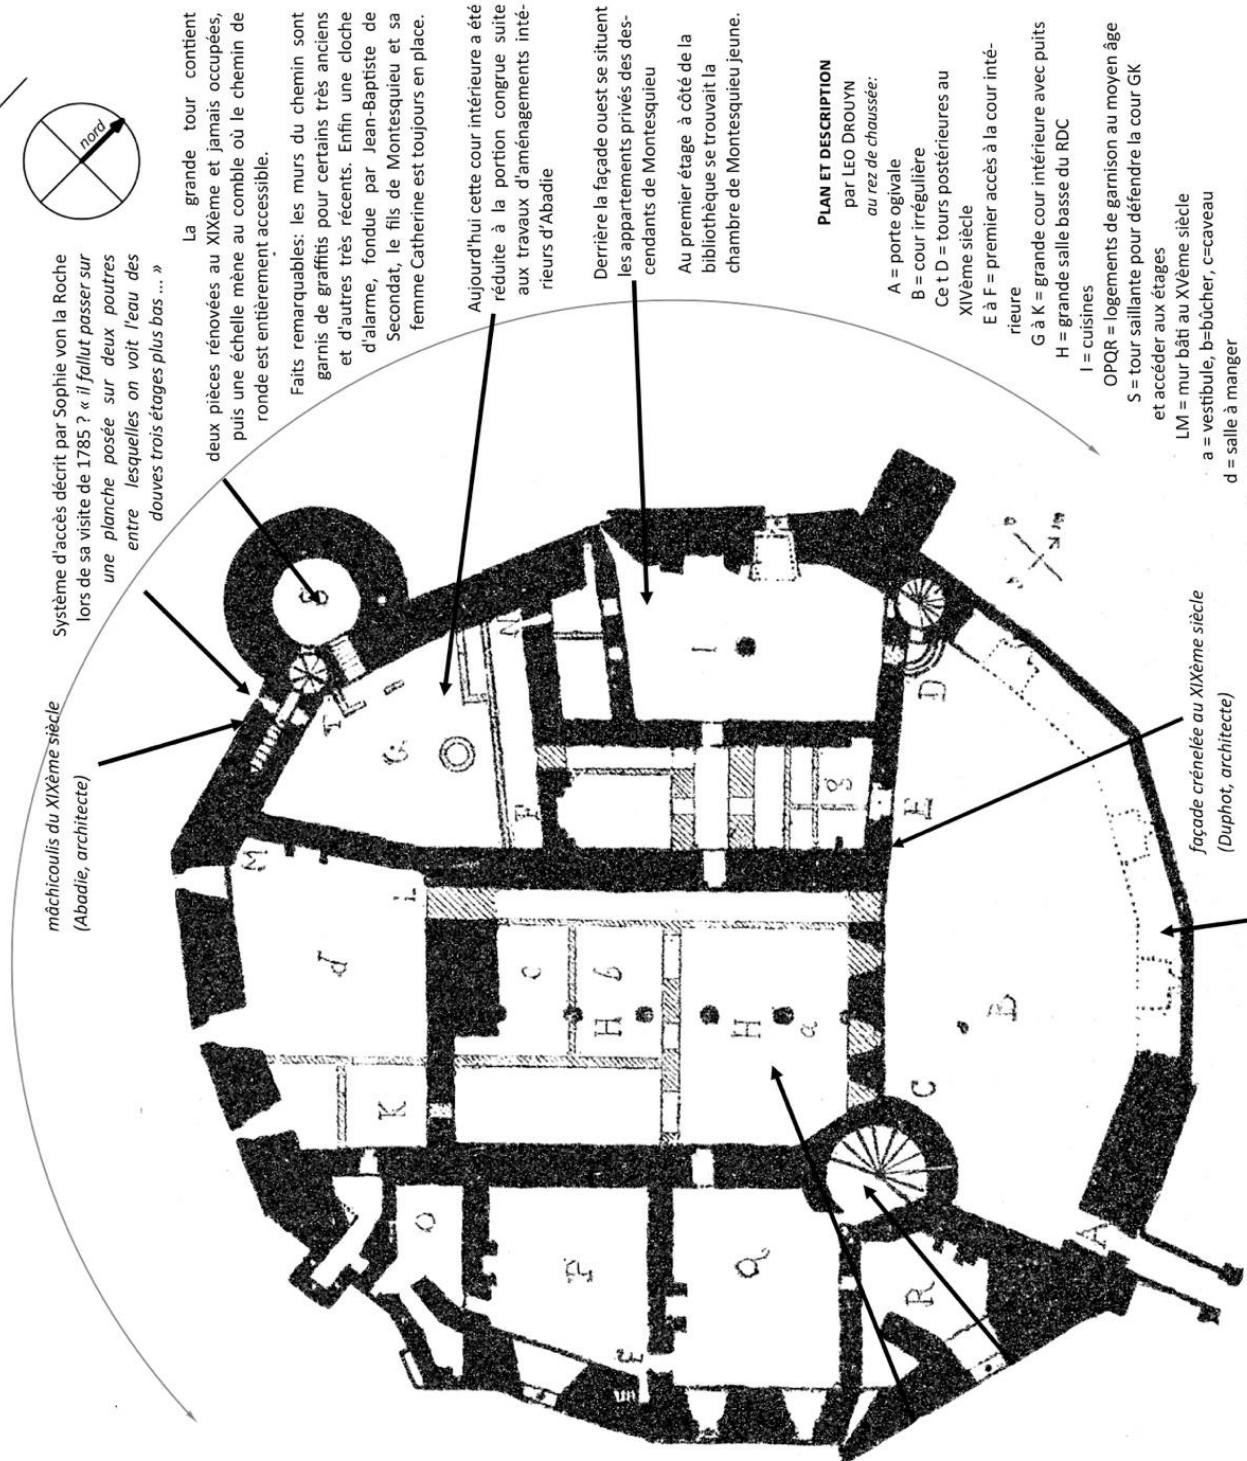 mâchicoulis du XIXème siècle
(Abadie, architecte)
Système d'accès décrit par Sophie von la Roche
lors de sa visite de 1785 ? « il fallut passer sur
une planche posée sur deux poutres
entre lesquelles on voit l'eau des
douves trois étages plus bas ... »
nord
La grande tour contient
deux pièces rénovées au XIXème et jamais occupées,
puis une échelle mène au comble où le chemin de
ronde est entièrement accessible.
Faits remarquables: les murs du chemin sont
garnis de graffitis pour certains très anciens
et d'autres trés récents. Enfin une cloche
d'alarme, fondue par Jean-Baptiste de
Secondat, le fils de Montesquieu et sa
femme Catherine est toujours en place.
Aujourd'hui cette cour intérieure a été
réduite à la portion congrue suite
aux travaux d'aménagements inté-
rieurs d'Abadie
Derrière la façade ouest se situent
les appartements privés des des-
cendants de Montesquieu
Au premier étage à côté de la
bibliothèque se trouvait la
chambre de Montesquieu jeune.
PLAN ET DESCRIPTION
par LEO DROUYN
au rez de chaussée:
A = porte ogivale
B = cour irrégulière
Ce t D = tours postérieures au
XIVème siècle
E à F = premier accès à la cour inté-
rieure
G à K = grande cour intérieure avec puits
H = grande salle basse du RDC
I = cuisines
OPQR = logements de garnison au moyen âge
S = tour saillante pour défendre la cour GK
et accéder aux étages
LM = mur bâti au XVème siècle
a = vestibule, b=bûcher, c=caveau
d = salle à manger
façade crénelée au XIXème siècle
(Duphot, architecte)
S
T
G
N
M
L
F
I
d
c
b
H
H
a
g
E
D
K
O
P
Q
R
C
B
A
E